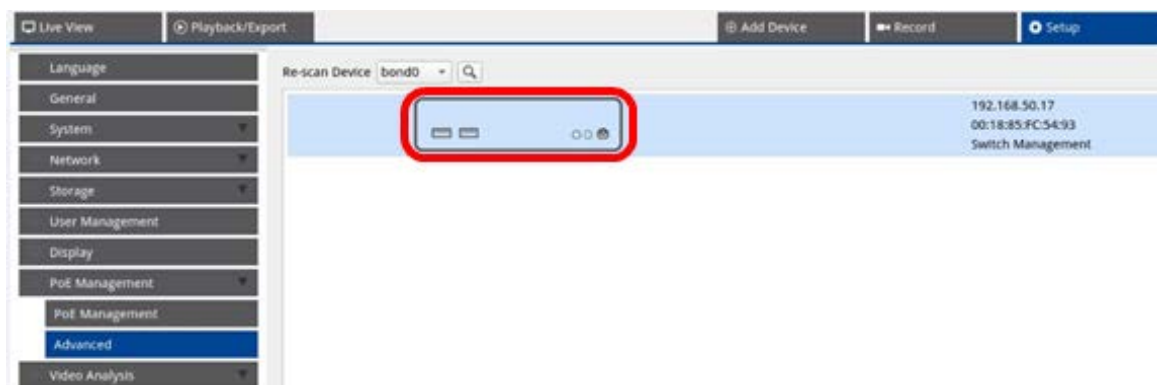 Live View
Playback/Export
Add Device
Record
Setup
Language
General
System
Network
Storage
User Management
Display
PoE Management
PoE Management
Advanced
Video Analysis
Re-scan Device bond0
192.168.50.17
00:18:85:FC:54:93
Switch Management